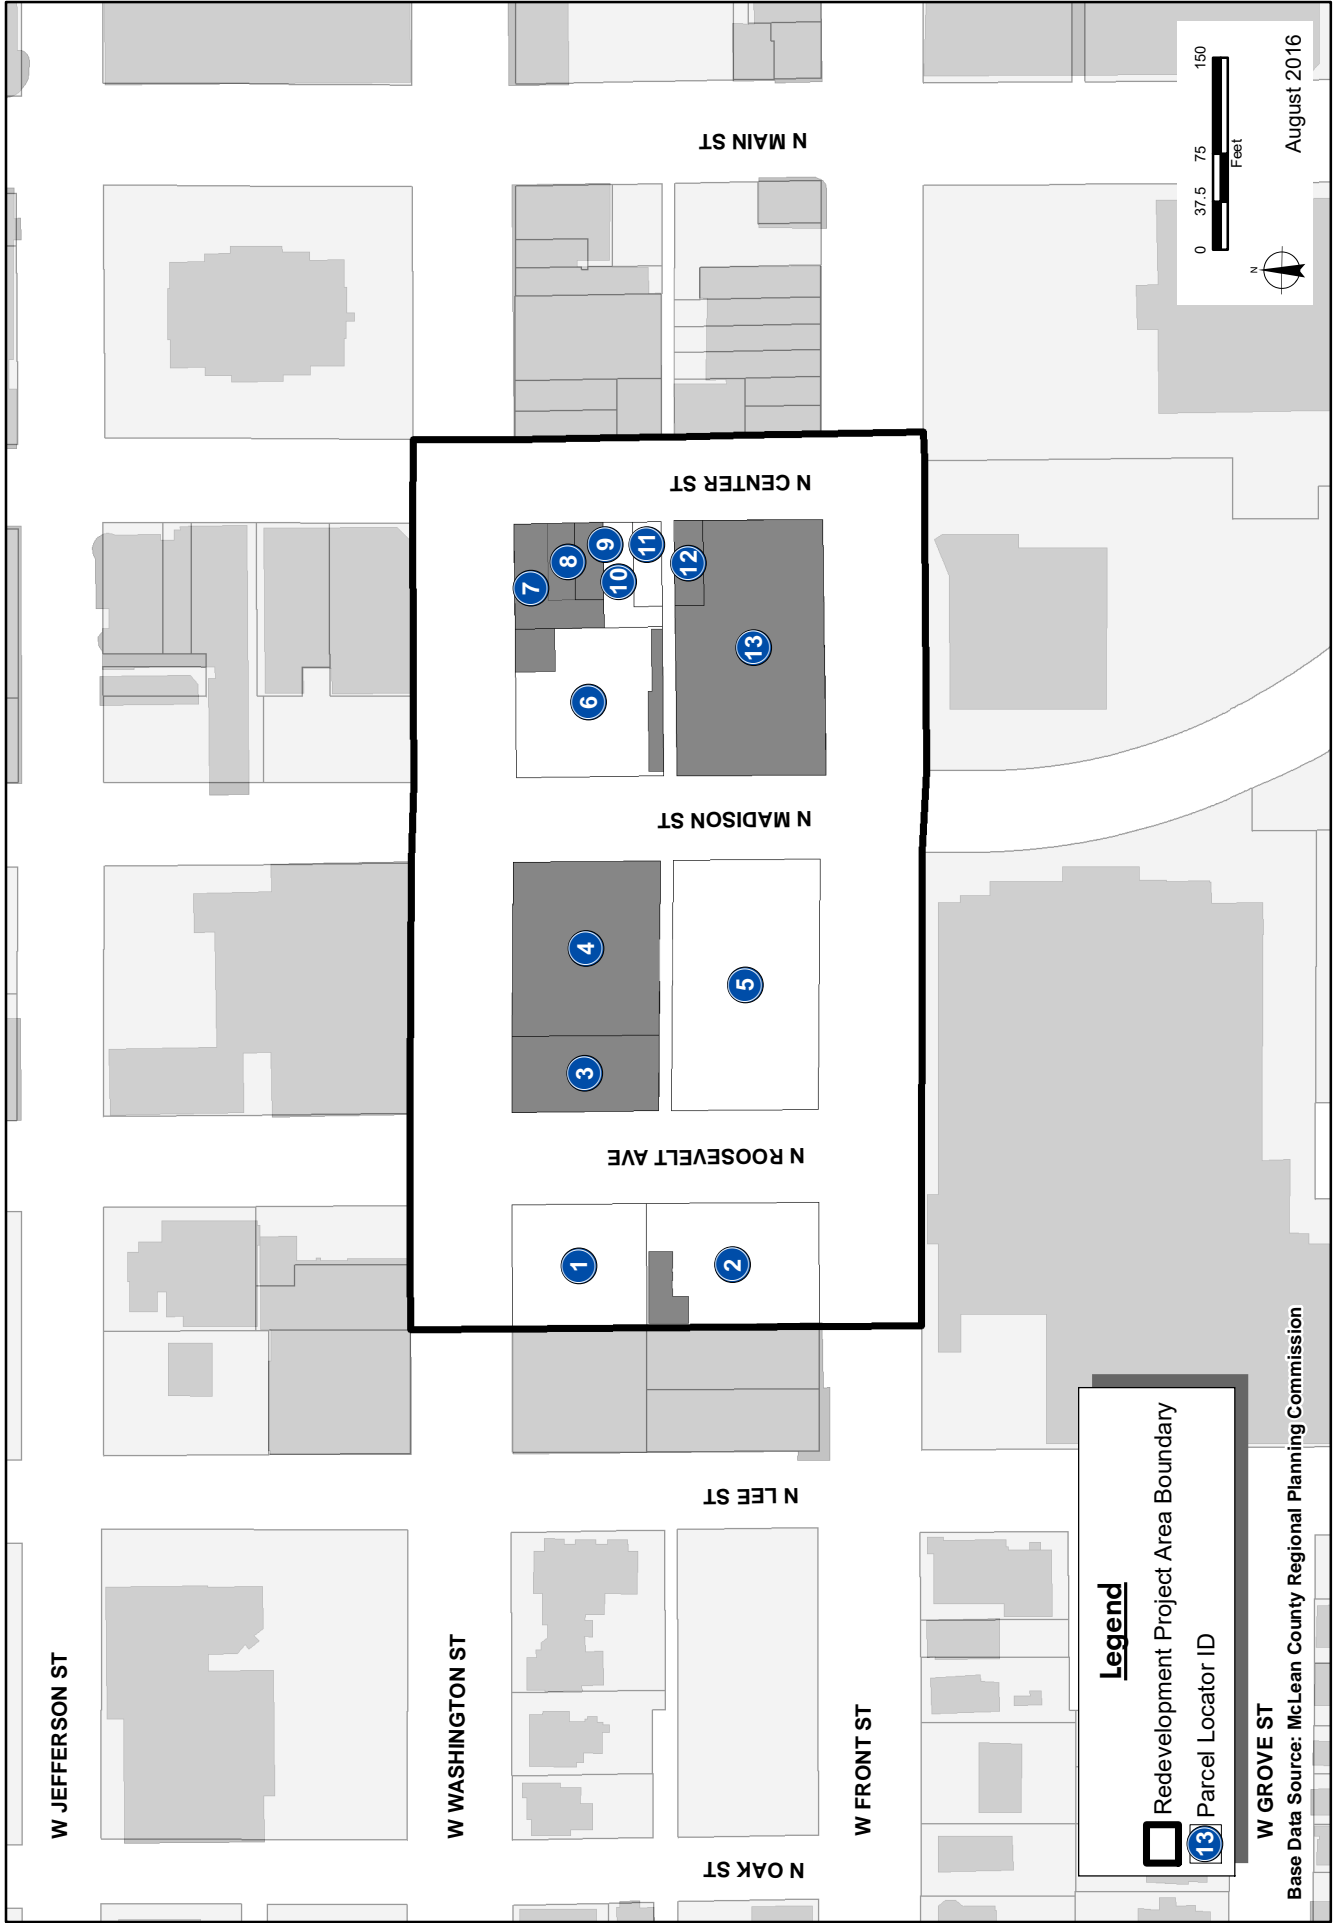 W JEFFERSON ST
W WASHINGTON ST
W FRONT ST
W GROVE ST
N OAK ST
N LEE ST
N ROOSEVELT AVE
N MADISON ST
N CENTER ST
N MAIN ST
1
2
3
4
5
6
7
8
9
10
11
12
13
Legend
Redevelopment Project Area Boundary
13 Parcel Locator ID
Base Data Source: McLean County Regional Planning Commission
N
0 37.5 75 150
Feet
August 2016